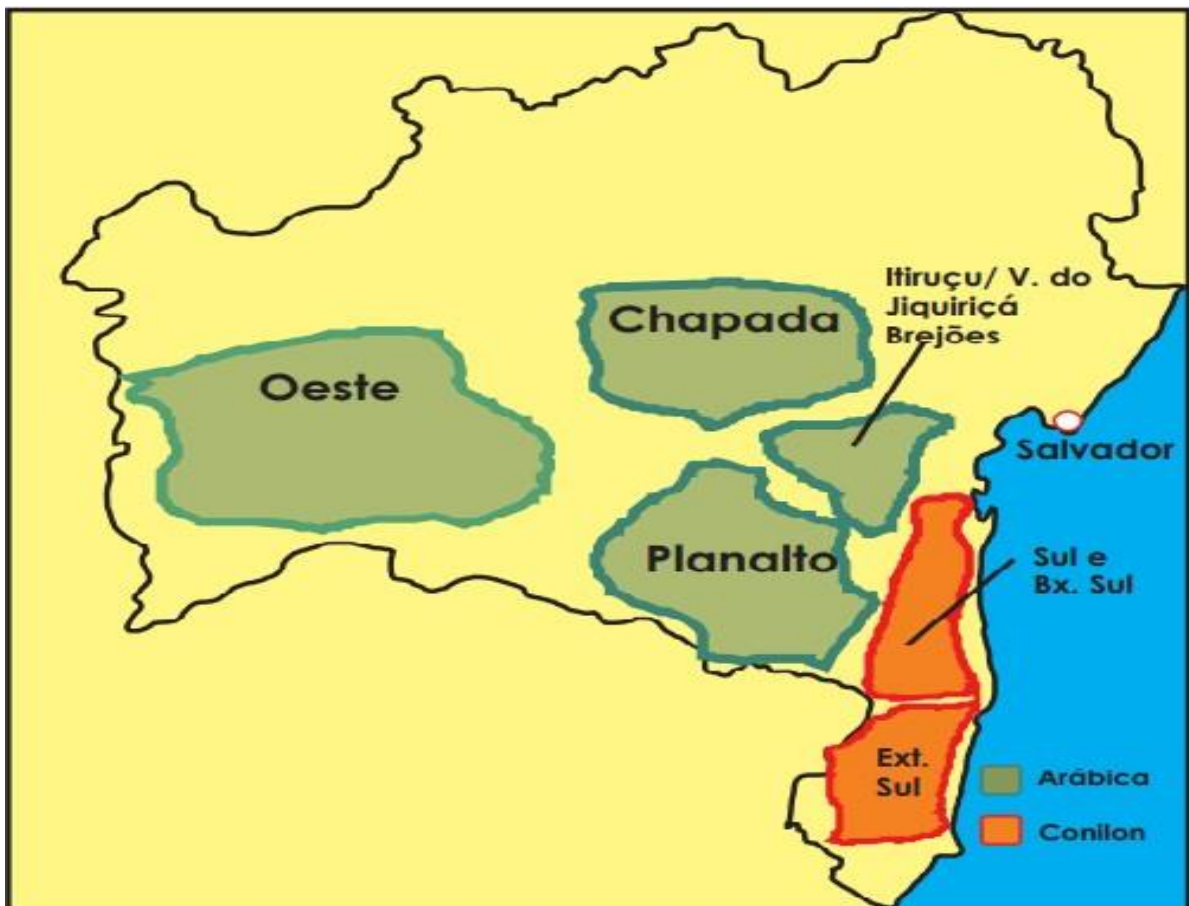 Itiruçu/ V. do
Jiquiriçá
Brejões
Chapada
Oeste
Salvador
Planalto
Sul e
Bx. Sul
Ext.
Sul
Arábica
Conilon